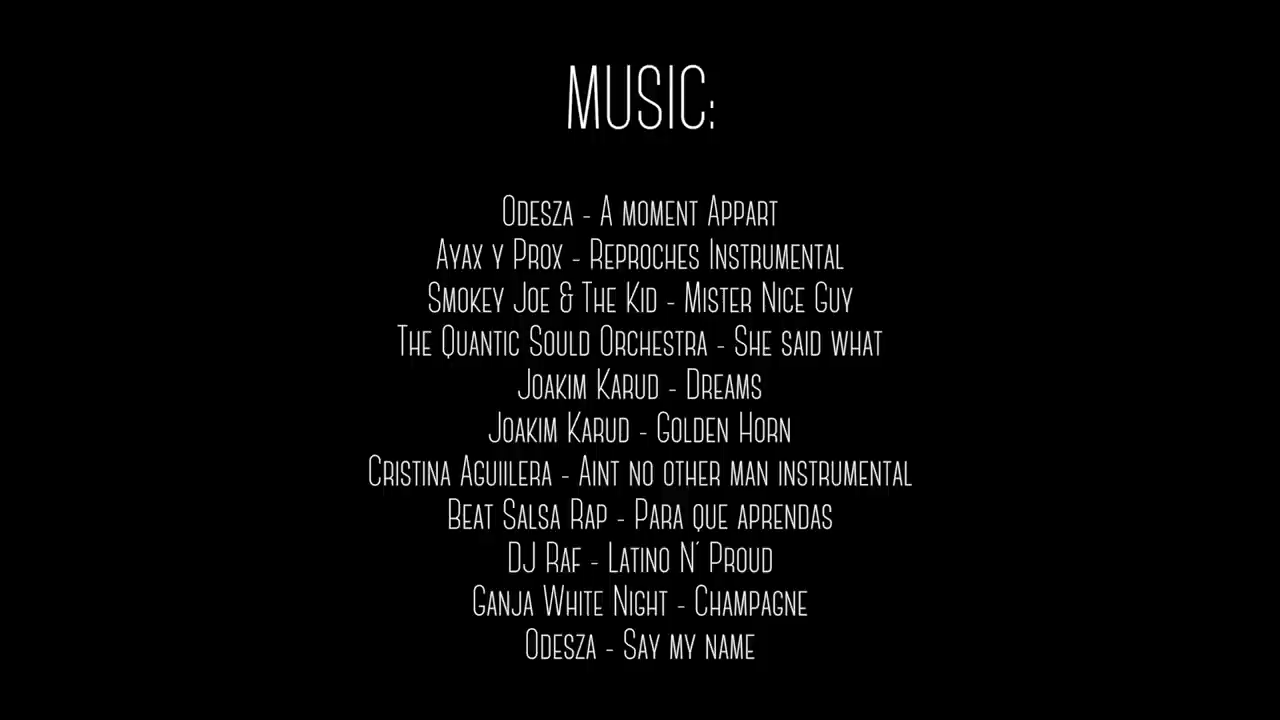 MUSIC:
Odesza - A moment Appart
Ayax y Prox - Reproches Instrumental
Smokey Joe & The Kid - Mister Nice Guy
The Quantic Sould Orchestra - She said what
Joakim Karud - Dreams
Joakim Karud - Golden Horn
Cristina Aguiilera - Aint no other man instrumental
Beat Salsa Rap - Para que aprendas
DJ Raf - Latino N´ Proud
Ganja White Night - Champagne
Odesza - Say my name